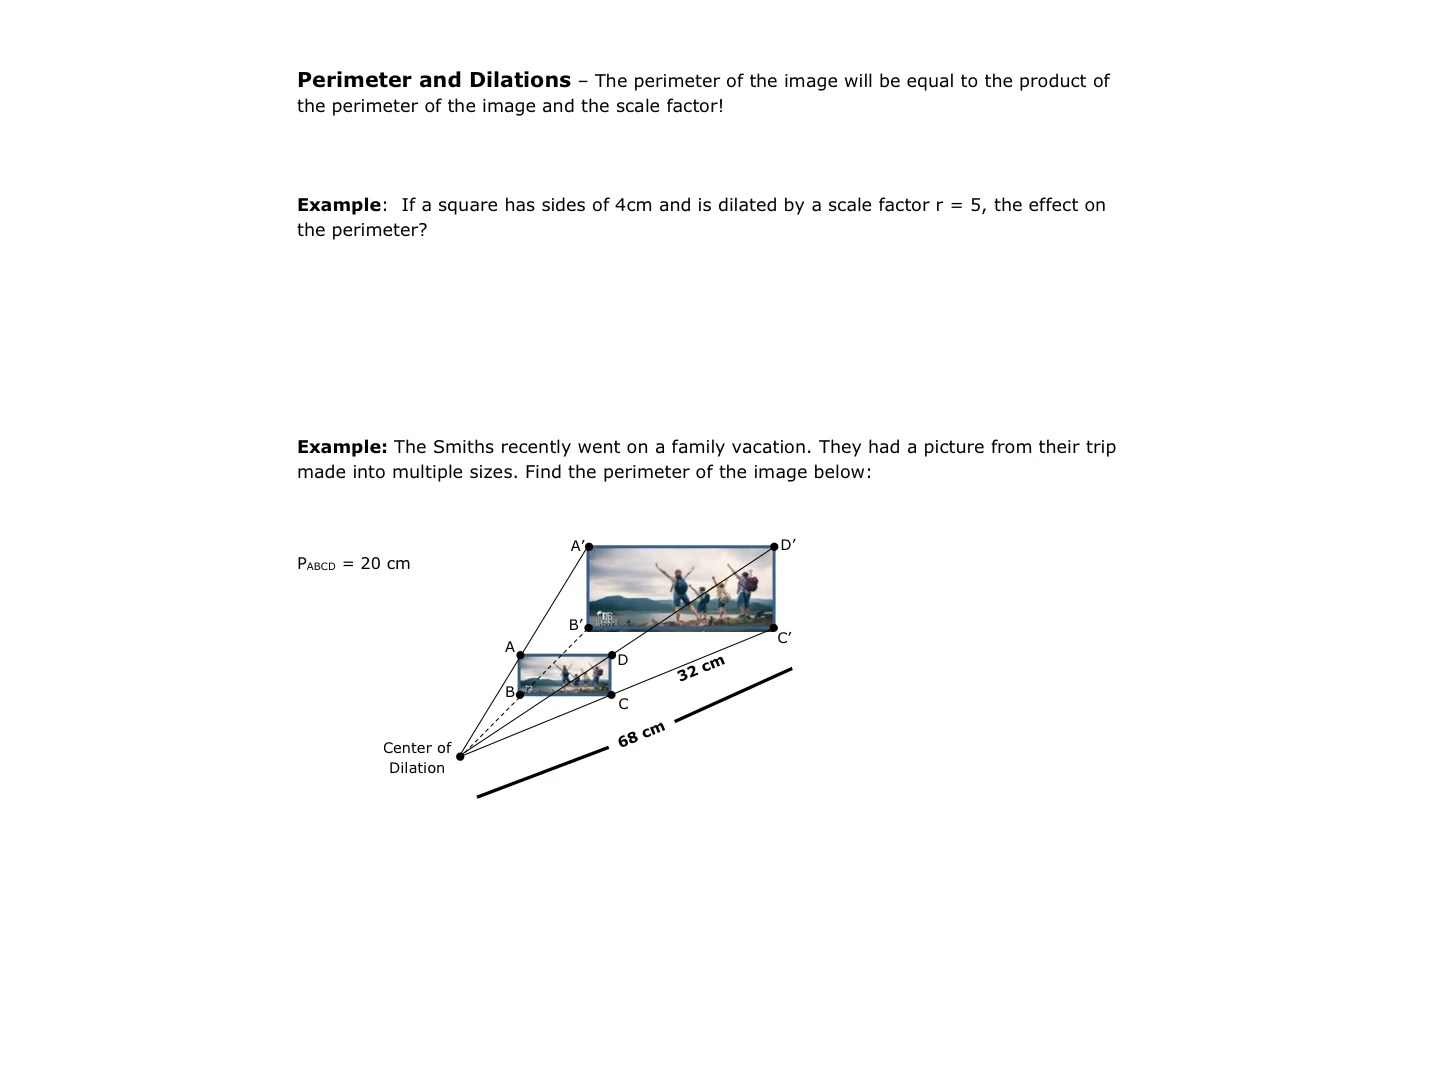 Perimeter and Dilations – The perimeter of the image will be equal to the product of
the perimeter of the image and the scale factor!
Example:  If a square has sides of 4cm and is dilated by a scale factor r = 5, the effect on
the perimeter?
Example: The Smiths recently went on a family vacation. They had a picture from their trip
made into multiple sizes. Find the perimeter of the image below:
A’
D’
PABCD = 20 cm
B’
C’
A
D
32 cm
B
C
68 cm
Center of
Dilation